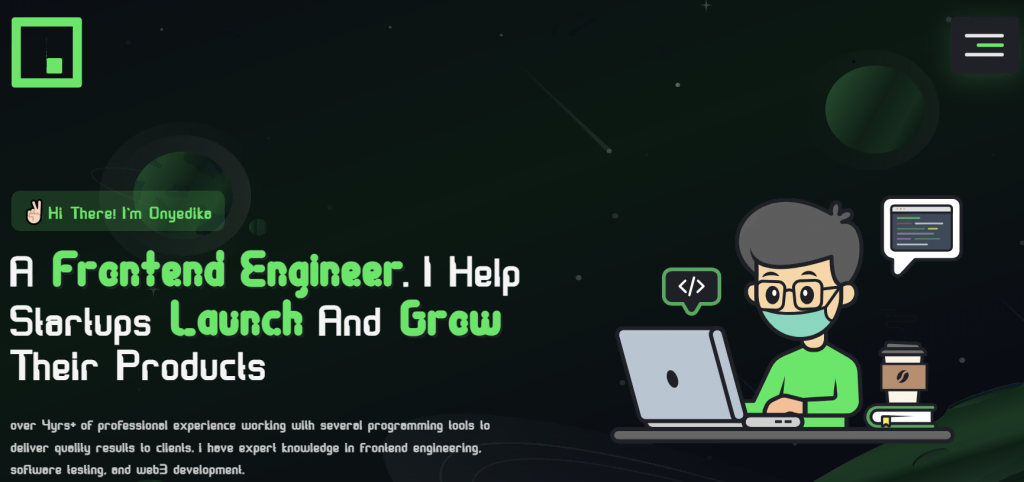 Hi There! I'm Onyedika
A Frontend Engineer. I Help
Startups Launch And Grow
Their Products
over 4yrs+ of professional experience working with several programming tools to
deliver quality results to clients. i have expert knowledge in frontend engineering,
software testing, and web3 development.
</>